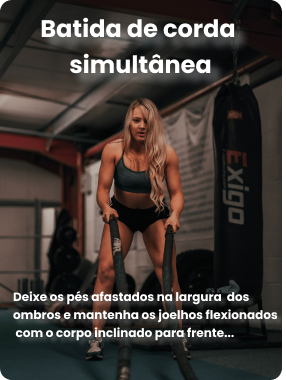 Batida de corda
simultânea
Exigo
Deixe os pés afastados na largura dos
ombros e mantenha os joelhos flexionados
com o corpo inclinado para frente...